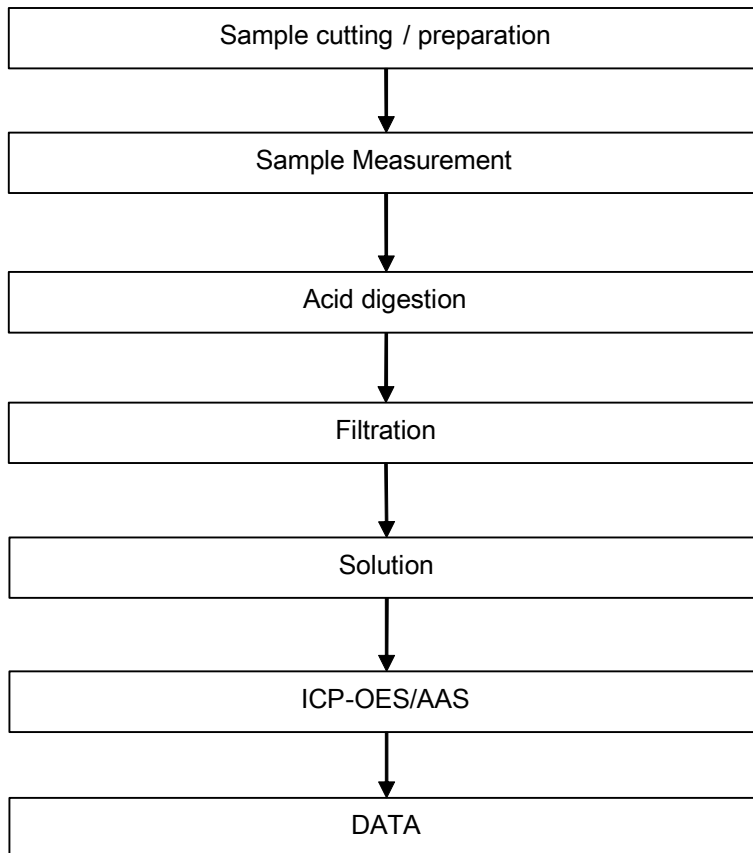 Sample cutting / preparation
Sample Measurement
Acid digestion
Filtration
Solution
ICP-OES/AAS
DATA